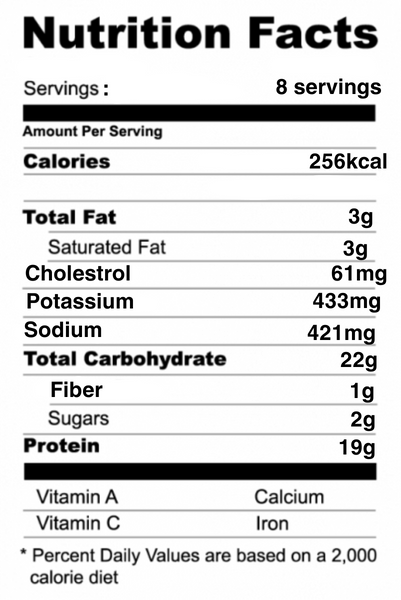 Nutrition Facts
Servings : 8 servings
Amount Per Serving
Calories 256kcal
Total Fat 3g
Saturated Fat 3g
Cholestrol 61mg
Potassium 433mg
Sodium 421mg
Total Carbohydrate 22g
Fiber 1g
Sugars 2g
Protein 19g
Vitamin A Calcium
Vitamin C Iron
* Percent Daily Values are based on a 2,000
calorie diet